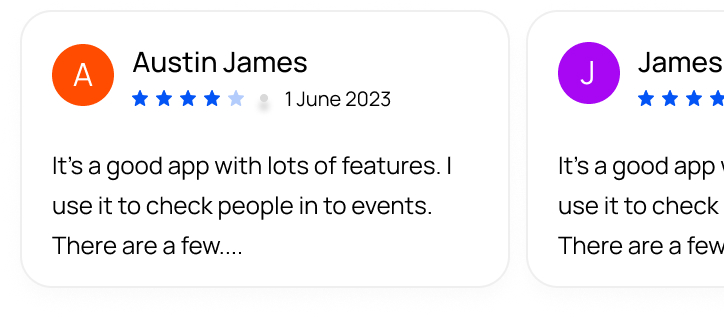 A
Austin James
1 June 2023
It's a good app with lots of features. I
use it to check people in to events.
There are a few....
J
James
It's a good app
use it to check
There are a few